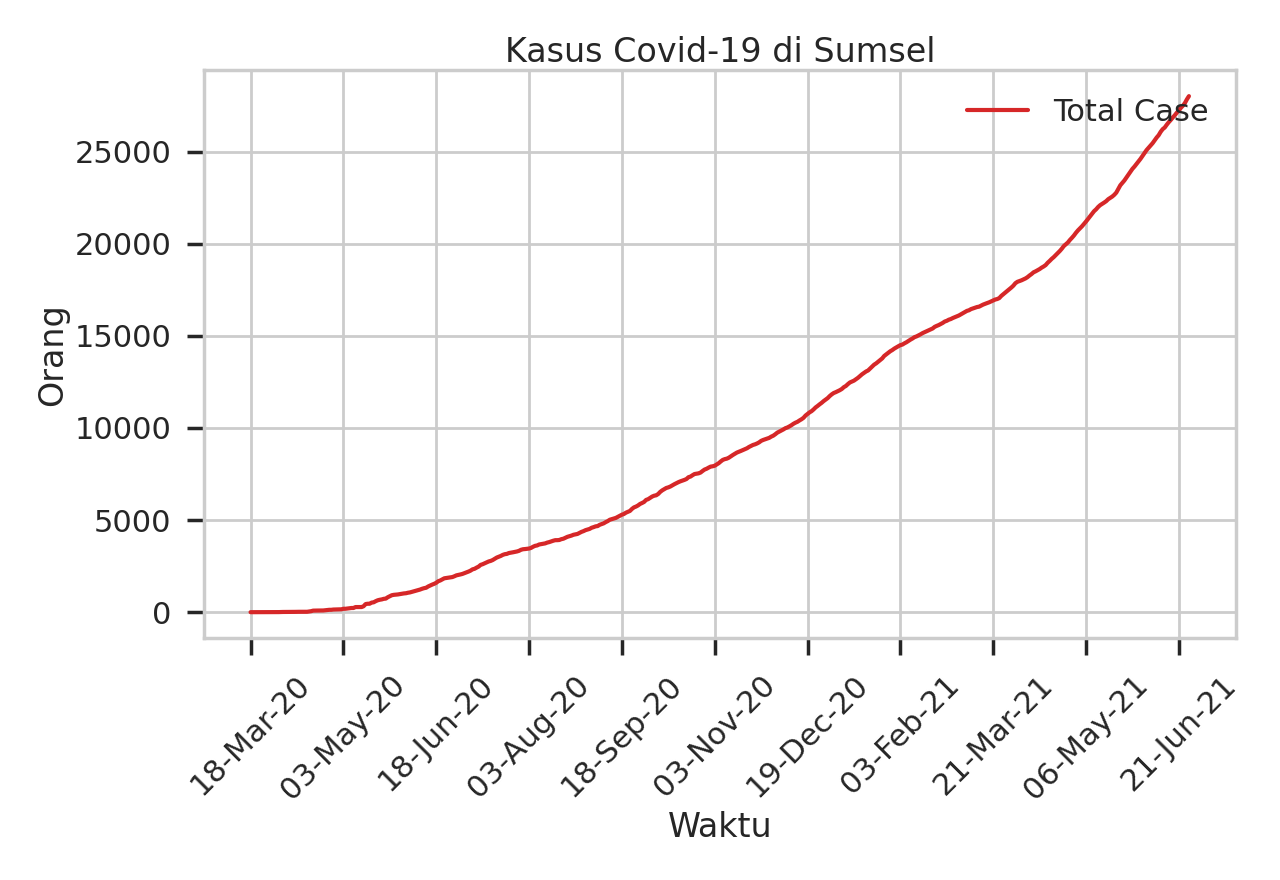 Kasus Covid-19 di Sumsel
Total Case
Orang
25000
20000
15000
10000
5000
0
18-Mar-20
03-May-20
18-Jun-20
03-Aug-20
18-Sep-20
03-Nov-20
19-Dec-20
03-Feb-21
21-Mar-21
06-May-21
21-Jun-21
Waktu